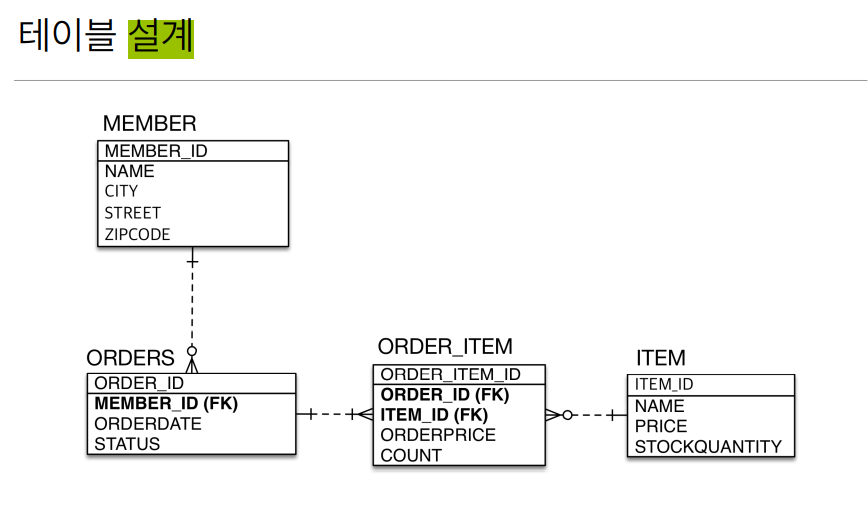 테이블 설계
MEMBER
MEMBER_ID
NAME
CITY
STREET
ZIPCODE
ORDERS
ORDER_ID
MEMBER_ID (FK)
ORDERDATE
STATUS
ORDER_ITEM
ORDER_ITEM_ID
ORDER_ID (FK)
ITEM_ID (FK)
ORDERPRICE
COUNT
ITEM
ITEM_ID
NAME
PRICE
STOCKQUANTITY